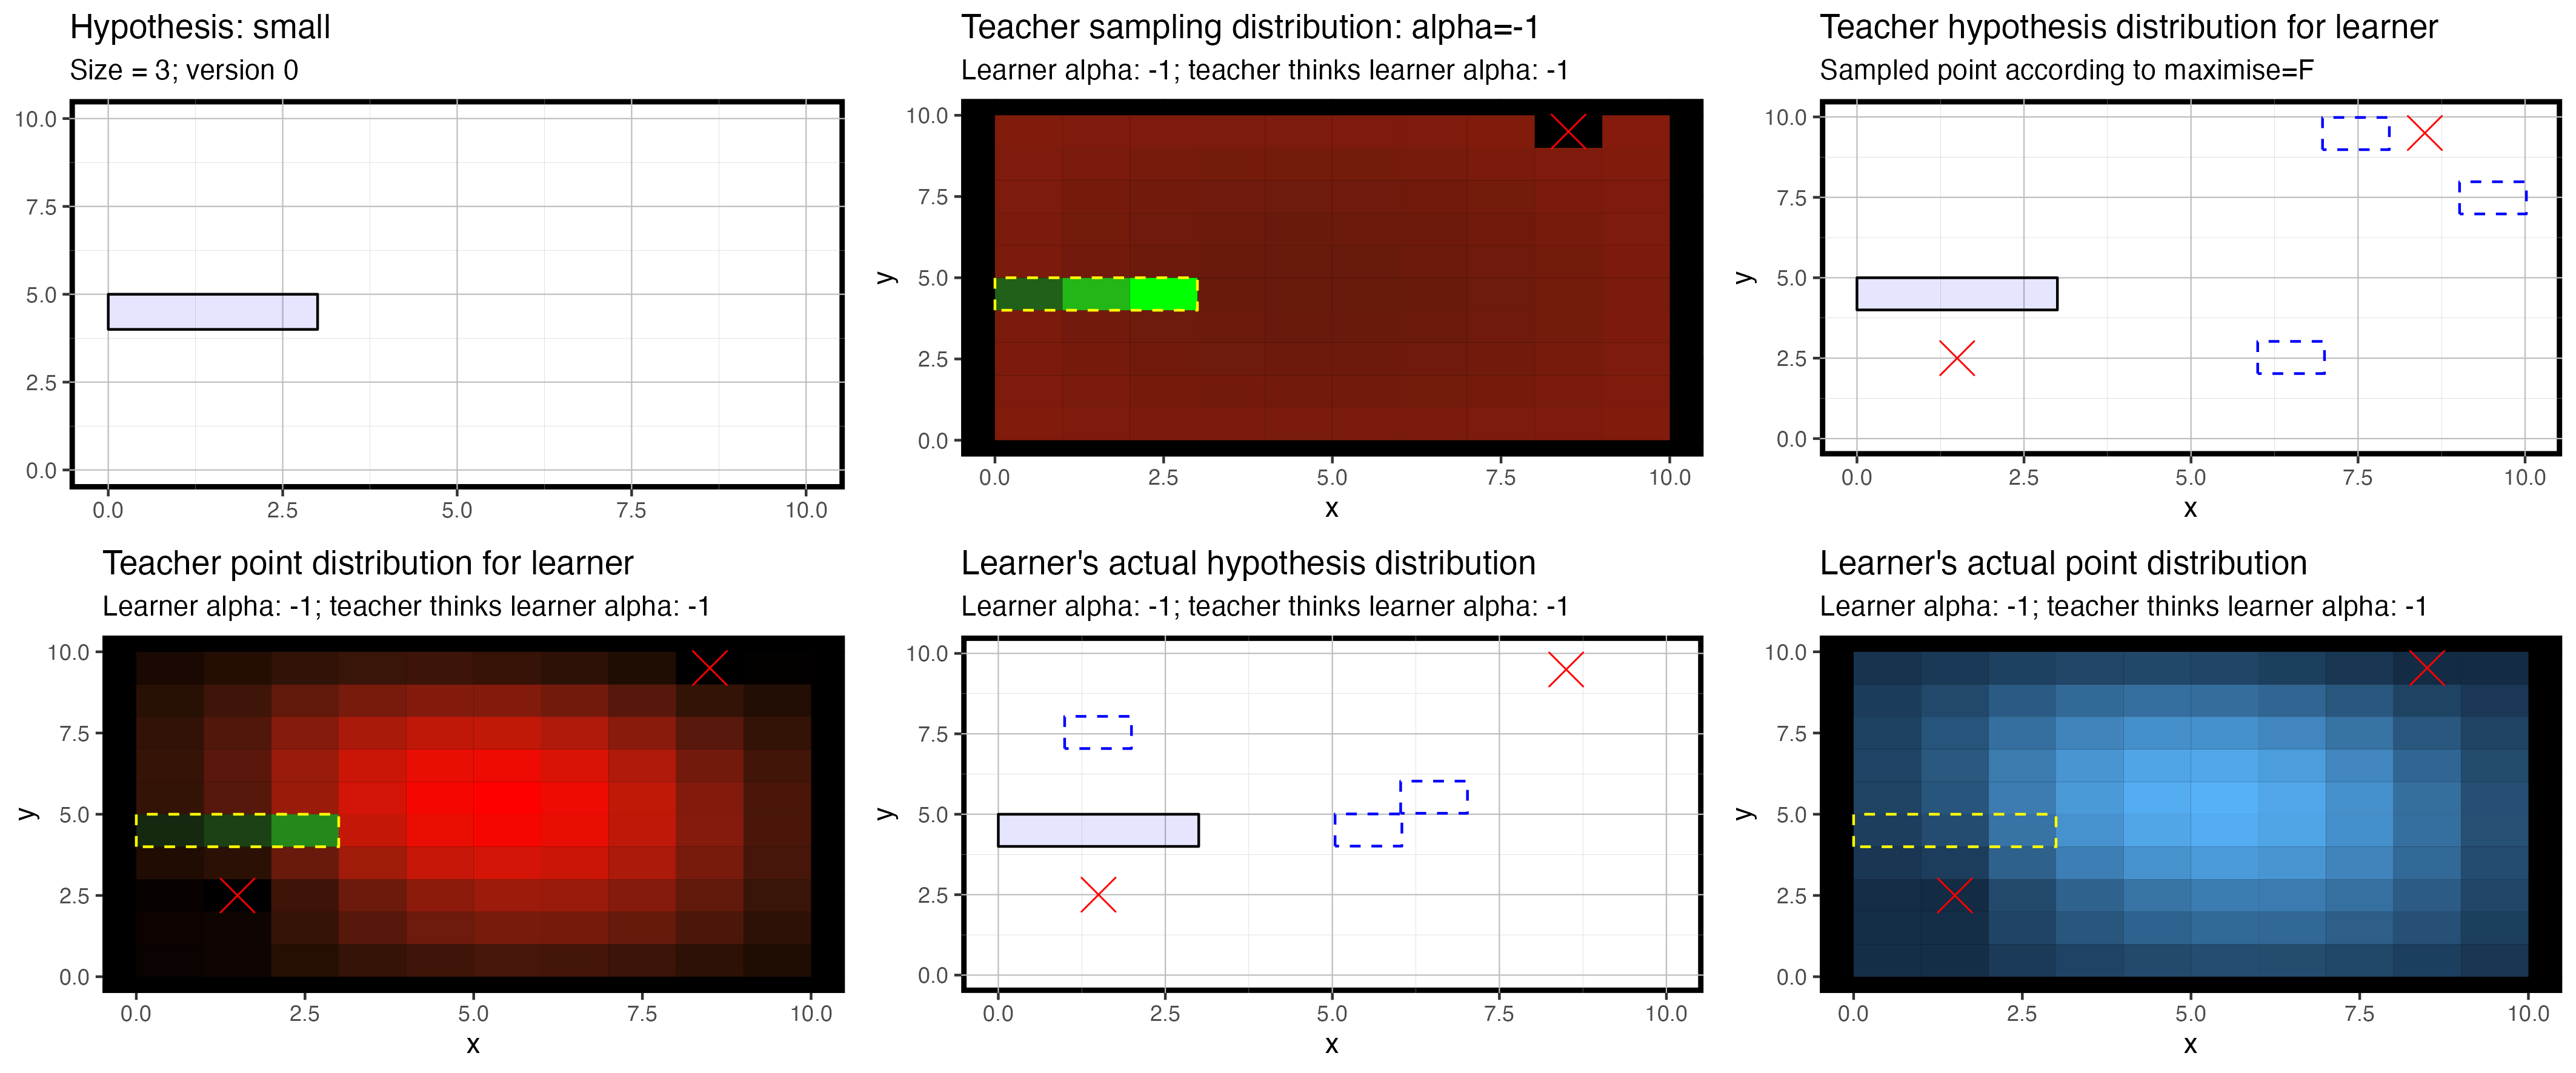 Hypothesis: small
Size = 3; version 0
10.0
7.5
5.0
2.5
0.0
0.0 2.5 5.0 7.5 10.0
Teacher sampling distribution: alpha=-1
Learner alpha: -1; teacher thinks learner alpha: -1
y
10.0
7.5
5.0
2.5
0.0
0.0 2.5 5.0 7.5 10.0
x
Teacher hypothesis distribution for learner
Sampled point according to maximise=F
y
10.0
7.5
5.0
2.5
0.0
0.0 2.5 5.0 7.5 10.0
x
Teacher point distribution for learner
Learner alpha: -1; teacher thinks learner alpha: -1
y
10.0
7.5
5.0
2.5
0.0
0.0 2.5 5.0 7.5 10.0
x
Learner's actual hypothesis distribution
Learner alpha: -1; teacher thinks learner alpha: -1
y
10.0
7.5
5.0
2.5
0.0
0.0 2.5 5.0 7.5 10.0
x
Learner's actual point distribution
Learner alpha: -1; teacher thinks learner alpha: -1
y
10.0
7.5
5.0
2.5
0.0
0.0 2.5 5.0 7.5 10.0
x